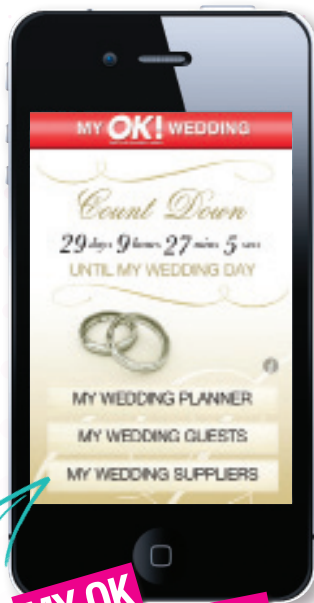 MY OK! WEDDING
Count Down
29 days 9 hours 27 mins 5 secs
UNTIL MY WEDDING DAY
MY WEDDING PLANNER
MY WEDDING GUESTS
MY WEDDING SUPPLIERS
MY OK